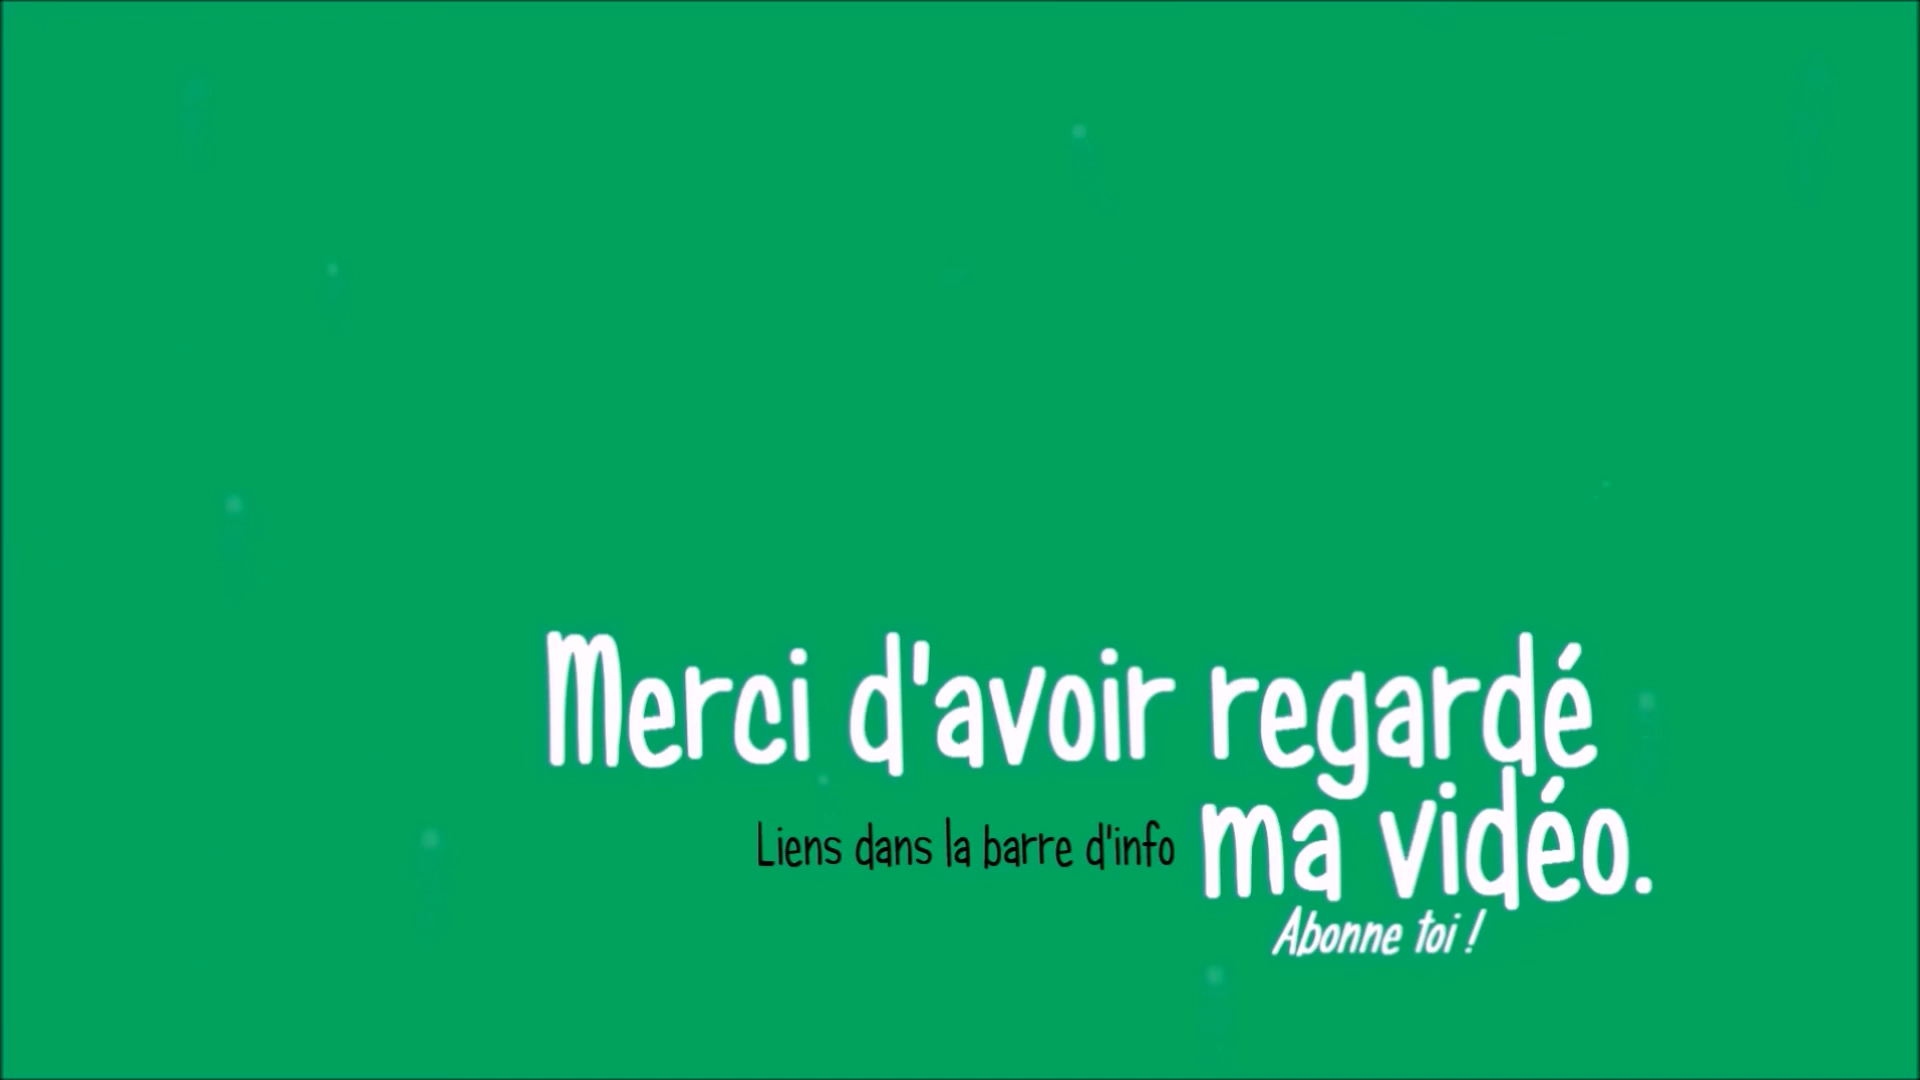 Merci d'avoir regardé
ma vidéo.
Liens dans la barre d'info
Abonne toi !